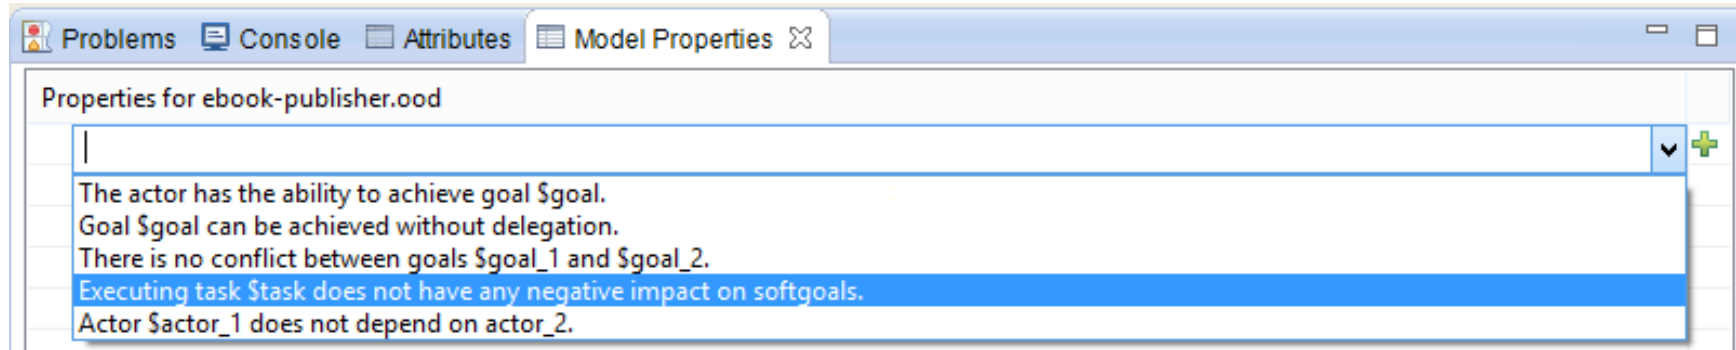 Problems Console Attributes Model Properties
Properties for ebook-publisher.ood
The actor has the ability to achieve goal $goal.
Goal $goal can be achieved without delegation.
There is no conflict between goals $goal_1 and $goal_2.
Executing task $task does not have any negative impact on softgoals.
Actor $actor_1 does not depend on actor_2.